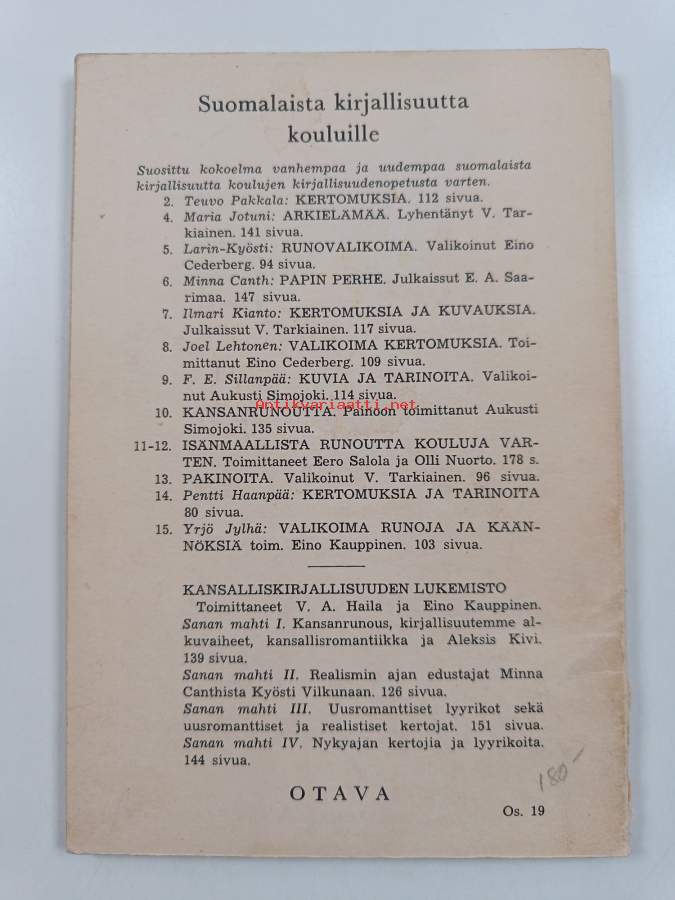 Suomalaista kirjallisuutta
kouluille
Suosittu kokoelma vanhempaa ja uudempaa suomalaista
kirjallisuutta koulujen kirjallisuudenopetusta varten.
2. Teuvo Pakkala: KERTOMUKSIA. 112 sivua.
4. Maria Jotuni: ARKIELÄMÄÄ. Lyhentänyt V. Tar-
kiainen. 141 sivua.
5. Larin-Kyösti: RUNOVALIKOIMA. Valikoinut Eino
Cederberg. 94 sivua.
6. Minna Canth: PAPIN PERHE. Julkaissut E. A. Saa-
rimaa. 147 sivua.
7. Ilmari Kianto: KERTOMUKSIA JA KUVAUKSIA.
Julkaissut V. Tarkiainen. 117 sivua.
8. Joel Lehtonen: VALIKOIMA KERTOMUKSIA. Toi-
mittanut Eino Cederberg. 109 sivua.
9. F. E. Sillanpää: KUVIA JA TARINOITA. Valikoi-
nut Aukusti Simojoki. 114 sivua.
Antikvariaatti.net
10. KANSANRUNOUTTA. Painoon toimittanut Aukusti
Simojoki. 135 sivua.
11-12. ISÄNMAALLISTA RUNOUTTA KOULUJA VAR-
TEN. Toimittaneet Eero Salola ja Olli Nuorto. 178 s.
13. PAKINOITA. Valikoinut V. Tarkiainen. 96 sivua.
14. Pentti Haanpää: KERTOMUKSIA JA TARINOITA
80 sivua.
15. Yrjö Jylhä: VALIKOIMA RUNOJA JA KÄÄN-
NÖKSIÄ toim. Eino Kauppinen. 103 sivua.
KANSALLISKIRJALLISUUDEN LUKEMISTO
Toimittaneet V. A. Haila ja Eino Kauppinen.
Sanan mahti I. Kansanrunous, kirjallisuutemme al-
kuvaiheet, kansallisromantiikka ja Aleksis Kivi.
139 sivua.
Sanan mahti II. Realismin ajan edustajat Minna
Canthista Kyösti Vilkunaan. 126 sivua.
Sanan mahti III. Uusromanttiset lyyrikot sekä
uusromanttiset ja realistiset kertojat. 151 sivua.
Sanan mahti IV. Nykyajan kertojia ja lyyrikoita.
144 sivua.
180-
OTAVA
Os. 19